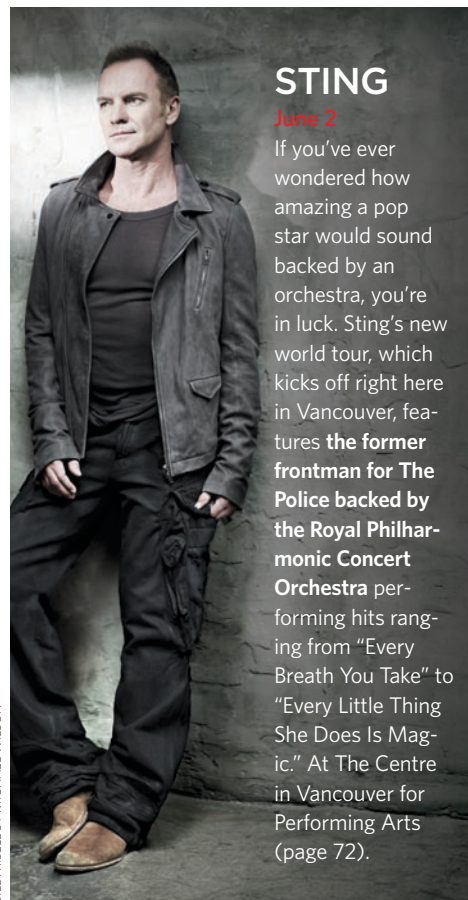 STING
June 2
If you've ever
wondered how
amazing a pop
star would sound
backed by an
orchestra, you're
in luck. Sting's new
world tour, which
kicks off right here
in Vancouver, fea-
tures the former
frontman for The
Police backed by
the Royal Philhar-
monic Concert
Orchestra per-
forming hits rang-
ing from “Every
Breath You Take” to
“Every Little Thing
She Does Is Mag-
ic.” At The Centre
in Vancouver for
Performing Arts
(page 72).